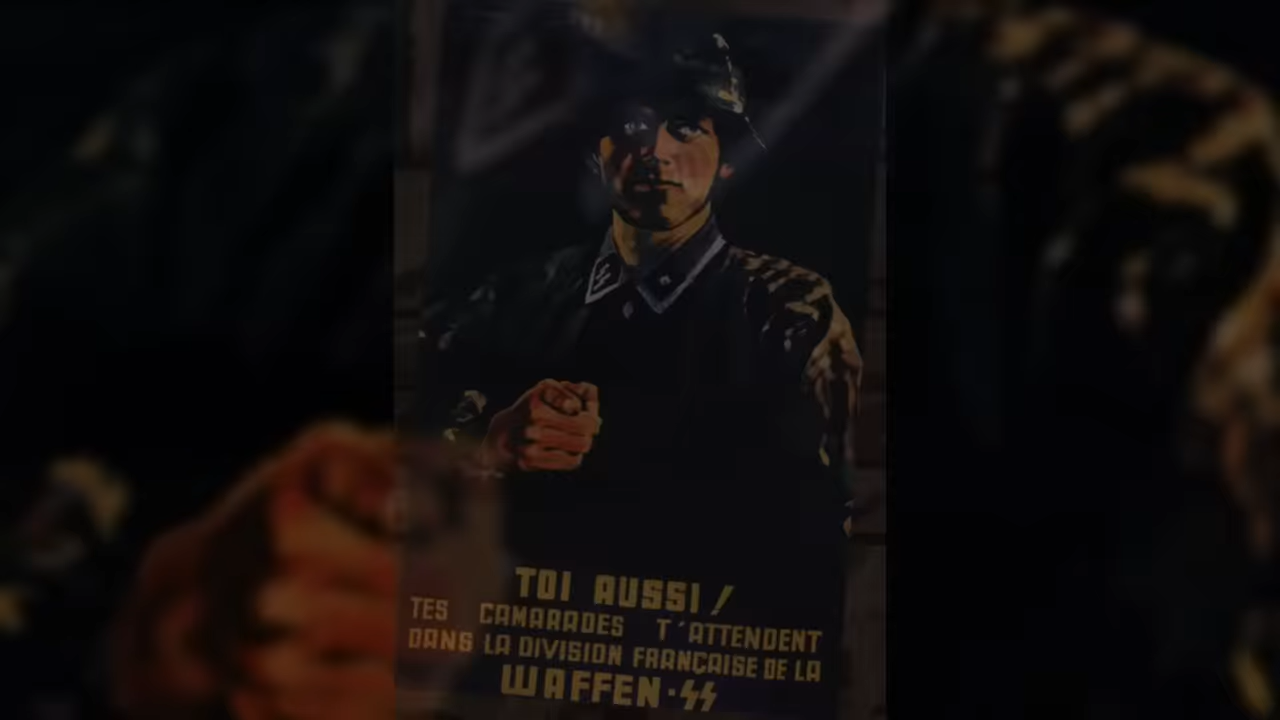 TOI AUSSI!
TES CAMARADES T'ATTENDENT
DANS LA DIVISION FRANÇAISE DE LA
WAFFEN-SS